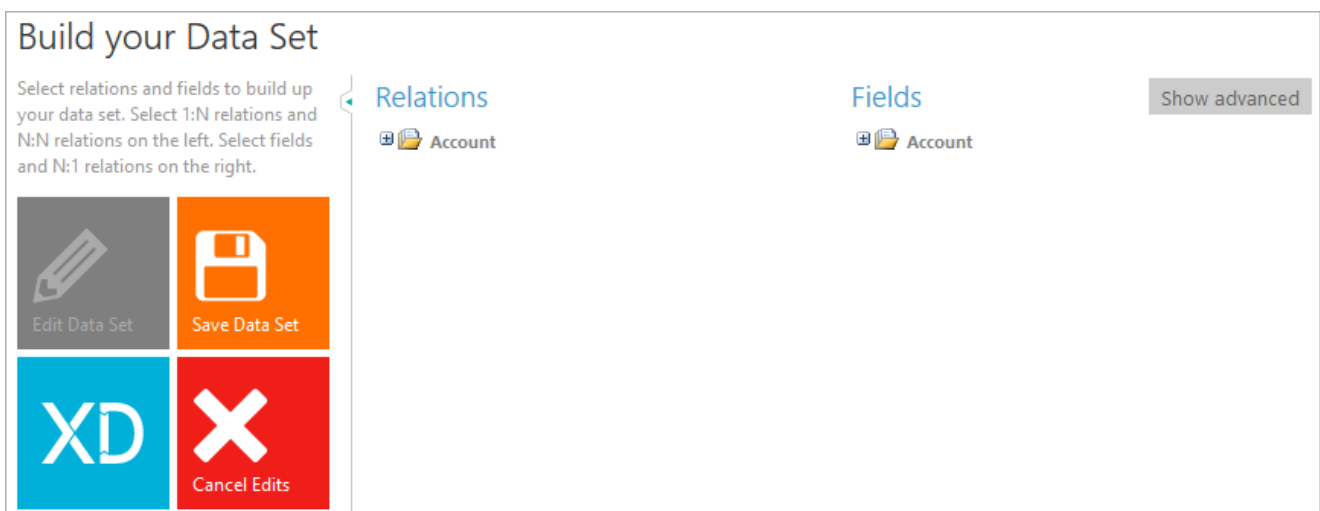 Build your Data Set
Select relations and fields to build up
your data set. Select 1:N relations and
N:N relations on the left. Select fields
and N:1 relations on the right.
Relations
Account
Fields
Account
Show advanced
Edit Data Set
Save Data Set
XD
Cancel Edits